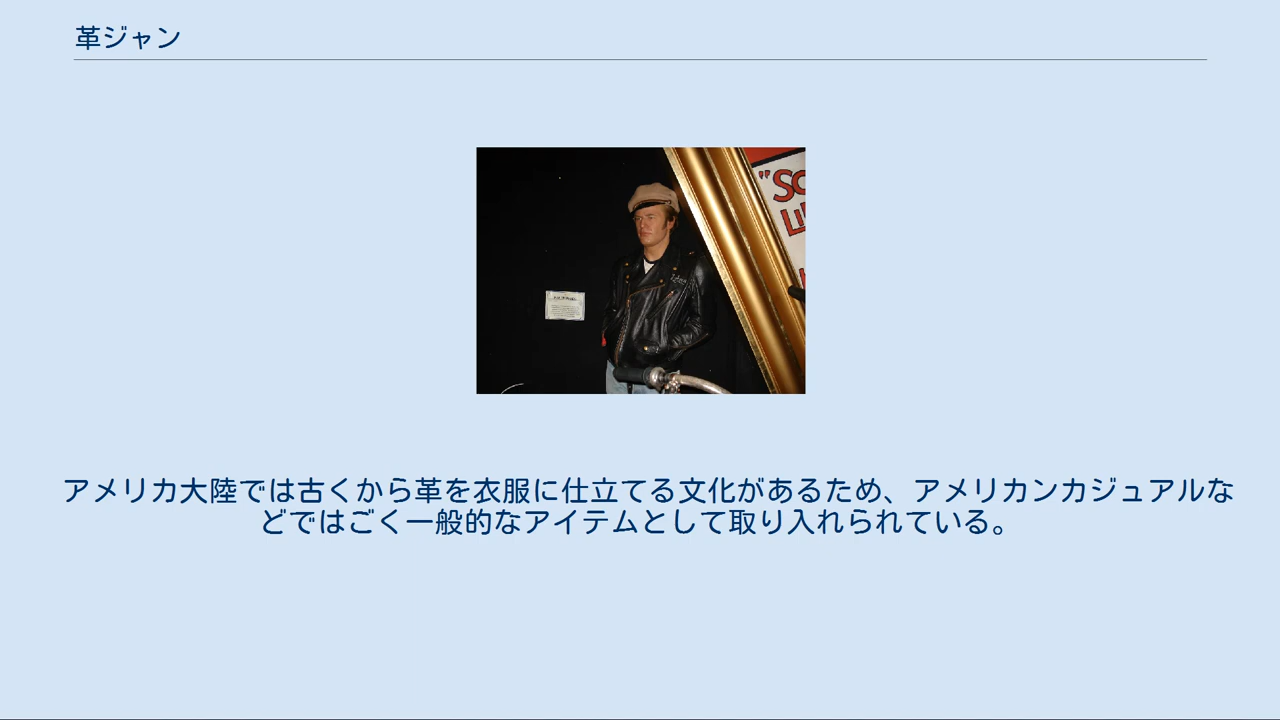 革ジャン
"SO
アメリカ大陸では古くから革を衣服に仕立てる文化があるため、アメリカンカジュアルな
どではごく一般的なアイテムとして取り入れられている。